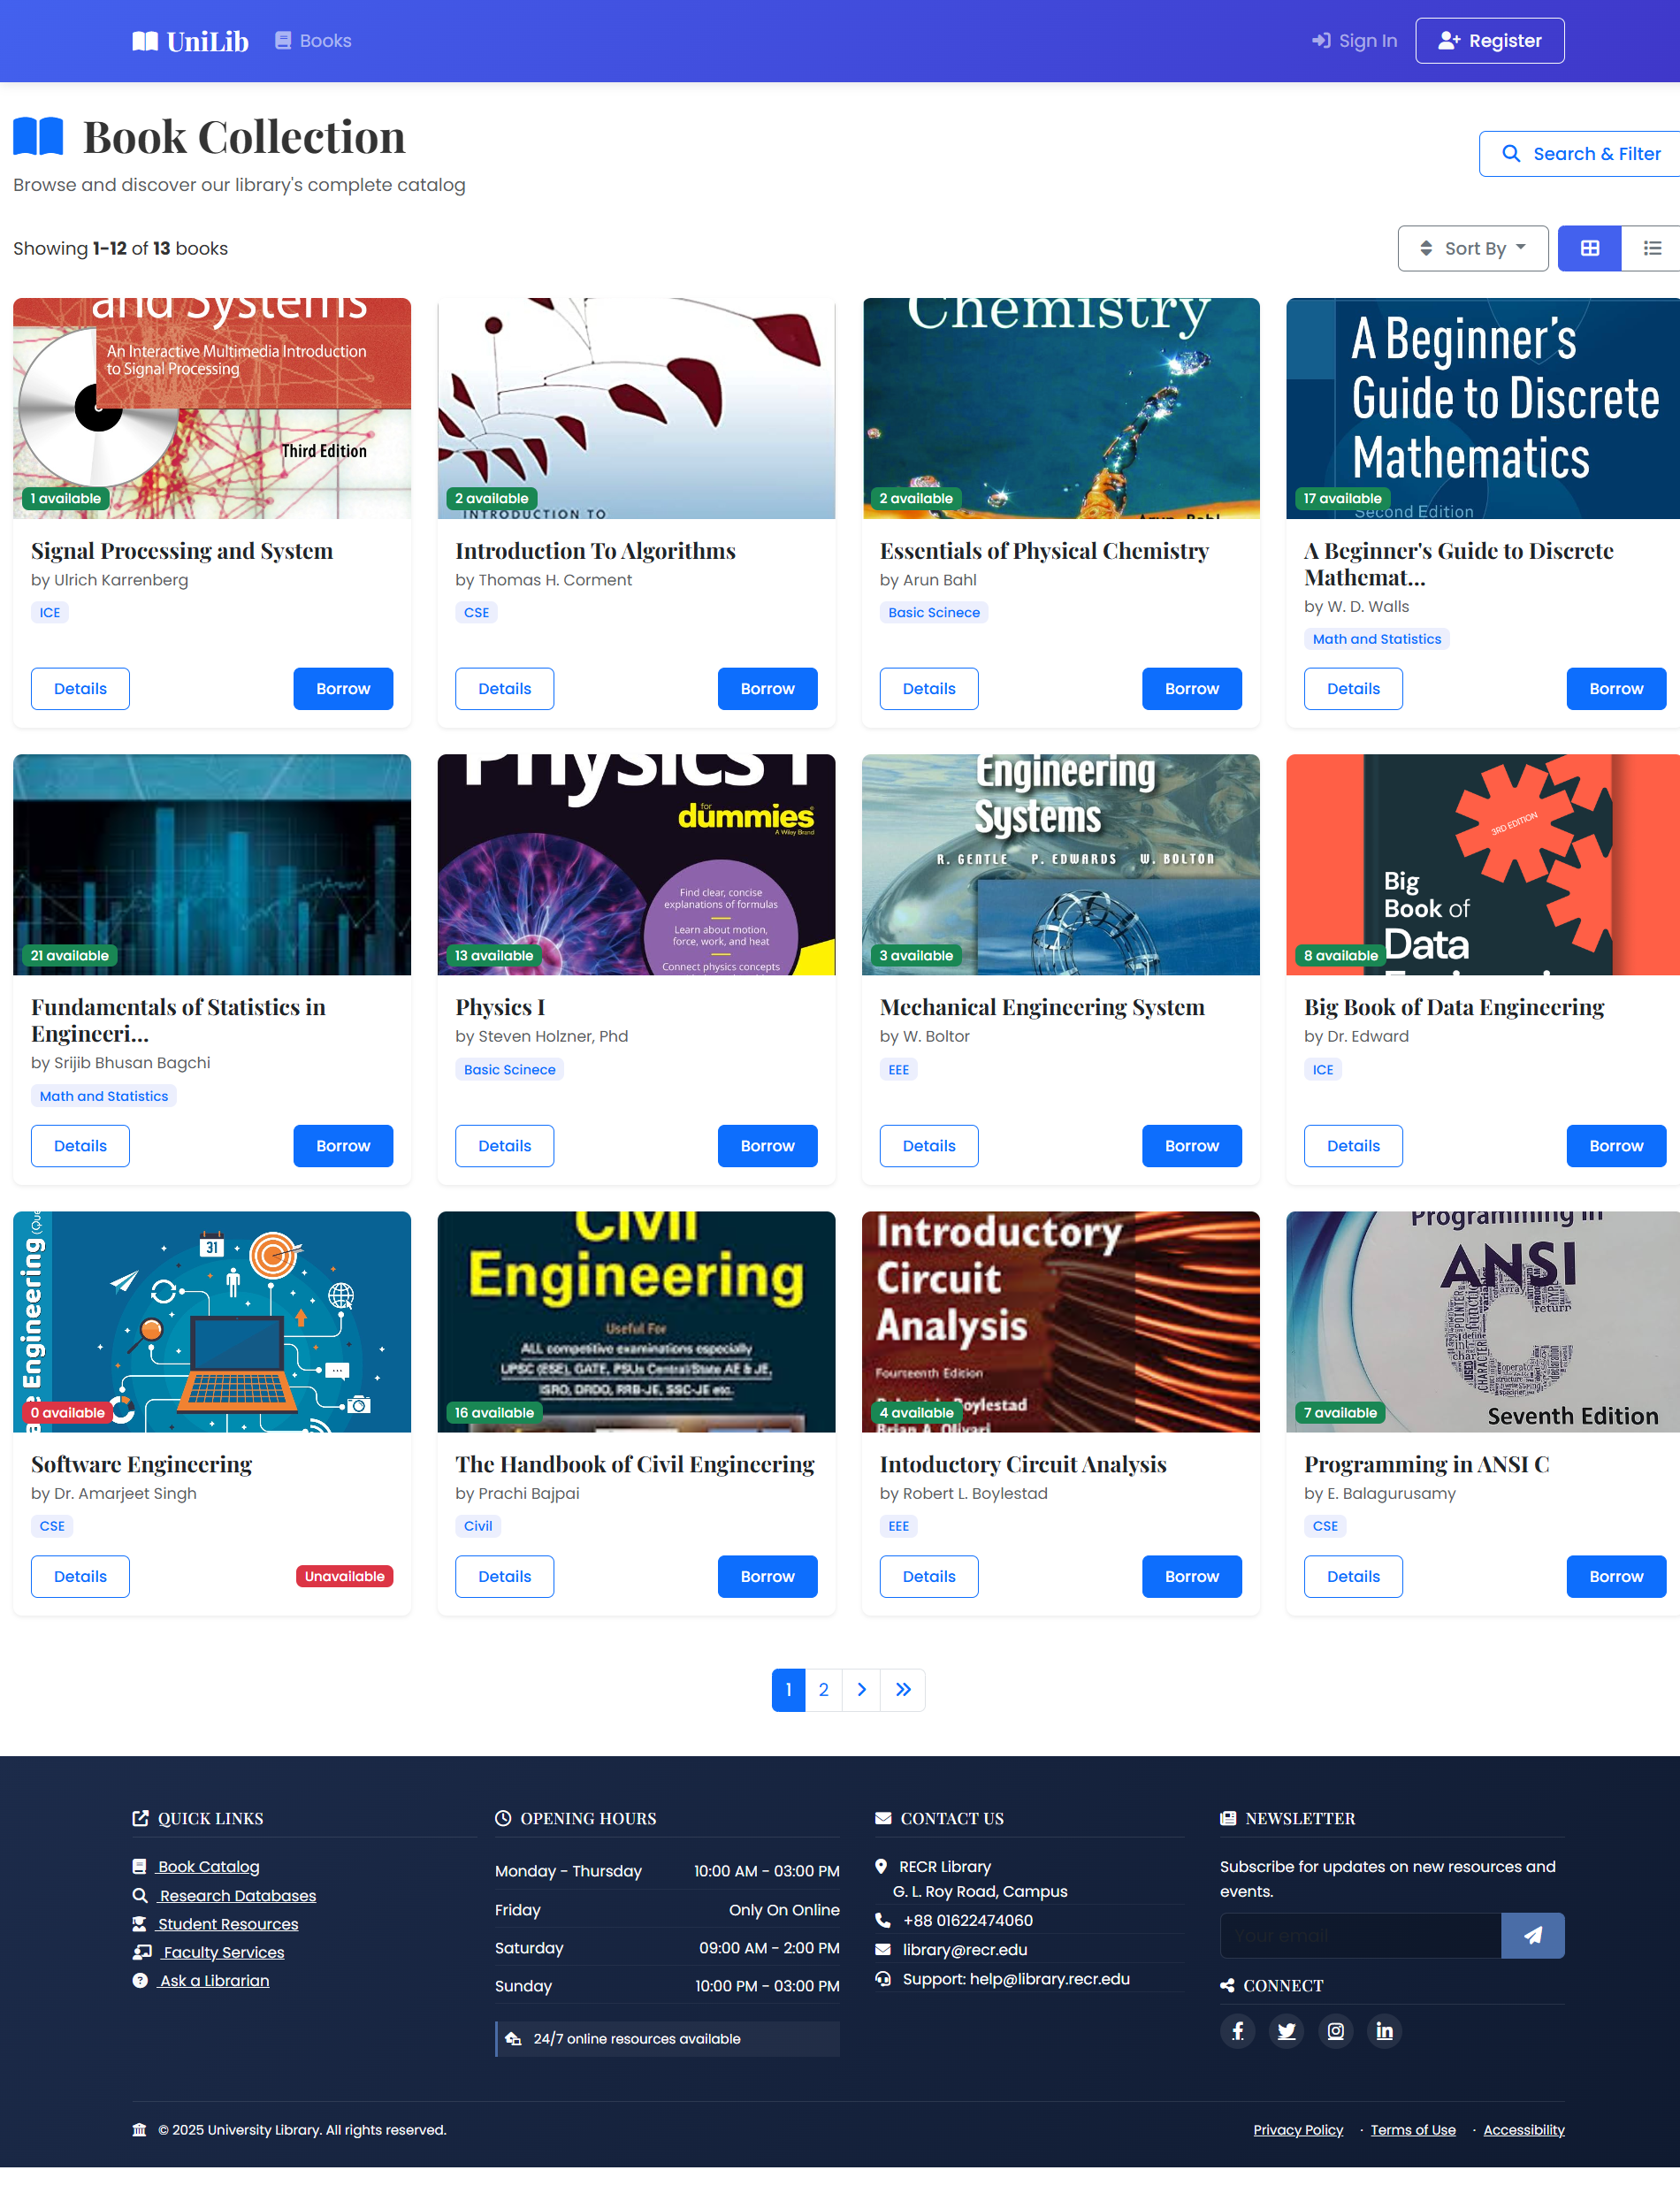 UniLib
Books
Sign In
Register
Book Collection
Browse and discover our library's complete catalog
Search & Filter
Showing 1-12 of 13 books
Sort By
and Systems
An Interactive Multimedia Introduction
to Signal Processing
Third Edition
1 available
Signal Processing and System
by Ulrich Karrenberg
ICE
Details
Borrow
2 available
INTRODUCTION TO
Introduction To Algorithms
by Thomas H. Corment
CSE
Details
Borrow
Chemistry
2 available
Arun Bahl
Essentials of Physical Chemistry
by Arun Bahl
Basic Scinece
Details
Borrow
A Beginner's
Guide to Discrete
Mathematics
17 available
Second Edition
A Beginner's Guide to Discrete
Mathemat...
by W. D. Walls
Math and Statistics
Details
Borrow
21 available
Fundamentals of Statistics in
Engineeri...
by Srijib Bhusan Bagchi
Math and Statistics
Details
Borrow
Physics I
for
dummies
A Wiley Brand
Find clear, concise
explanations of formulas
Learn about motion,
force, work, and heat
Connect physics concepts
13 available
Physics I
by Steven Holzner, Phd
Basic Scinece
Details
Borrow
Engineering
Systems
R. GENTLE P. EDWARDS W. BOLTON
3 available
Mechanical Engineering System
by W. Boltor
EEE
Details
Borrow
3RD EDITION
Big
Book of
Data
8 available
Big Book of Data Engineering
by Dr. Edward
ICE
Details
Borrow
Engineering
31
0 available
Software Engineering
by Dr. Amarjeet Singh
CSE
Details
Unavailable
Civil
Engineering
Useful For
ALL competitive examinations especially
UPSC (ESE), GATE, PSUs Central/State AE & JE,
ISRO, DRDO, RRB-JE, SSC-JE etc.
16 available
The Handbook of Civil Engineering
by Prachi Bajpai
Civil
Details
Borrow
Introductory
Circuit
Analysis
Fourteenth Edition
Boylestad
Brian A. Olivari
4 available
Intoductory Circuit Analysis
by Robert L. Boylestad
EEE
Details
Borrow
Programming in
ANSI
C
Seventh Edition
7 available
Programming in ANSI C
by E. Balagurusamy
CSE
Details
Borrow
1
2
QUICK LINKS
Book Catalog
Research Databases
Student Resources
Faculty Services
Ask a Librarian
OPENING HOURS
Monday - Thursday 10:00 AM - 03:00 PM
Friday Only On Online
Saturday 09:00 AM - 2:00 PM
Sunday 10:00 PM - 03:00 PM
24/7 online resources available
CONTACT US
RECR Library
G. L. Roy Road, Campus
+88 01622474060
library@recr.edu
Support: help@library.recr.edu
NEWSLETTER
Subscribe for updates on new resources and
events.
Your email
CONNECT
© 2025 University Library. All rights reserved.
Privacy Policy · Terms of Use · Accessibility